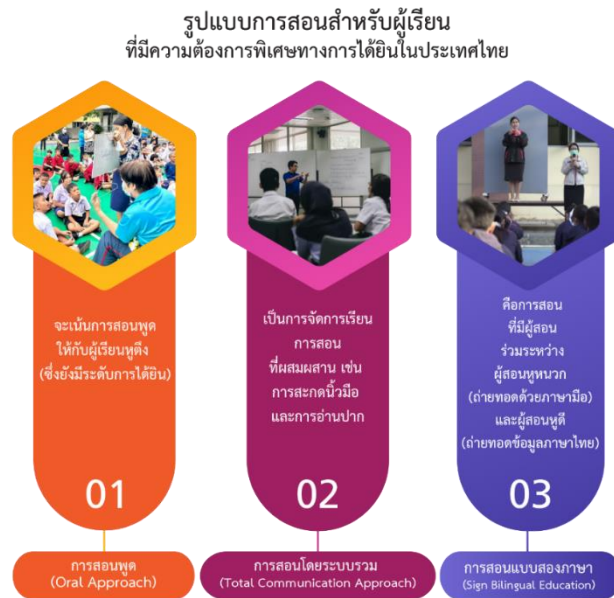 รูปแบบการสอนสำหรับผู้เรียน
ที่มีความต้องการพิเศษทางการได้ยินในประเทศไทย
จะเน้นการสอนพูด
ให้กับผู้เรียนหูตึง
(ซึ่งยังมีระดับการได้ยิน)
01
การสอนพูด
(Oral Approach)
เป็นการจัดการเรียน
การสอน
ที่ผสมผสาน เช่น
การสะกดนิ้วมือ
และการอ่านปาก
02
การสอนโดยระบบรวม
(Total Communication Approach)
คือการสอน
ที่มีผู้สอน
ร่วมระหว่าง
ผู้สอนหูหนวก
(ถ่ายทอดด้วยภาษามือ)
และผู้สอนหูดี
(ถ่ายทอดข้อมูลภาษาไทย)
03
การสอนแบบสองภาษา
(Sign Bilingual Education)